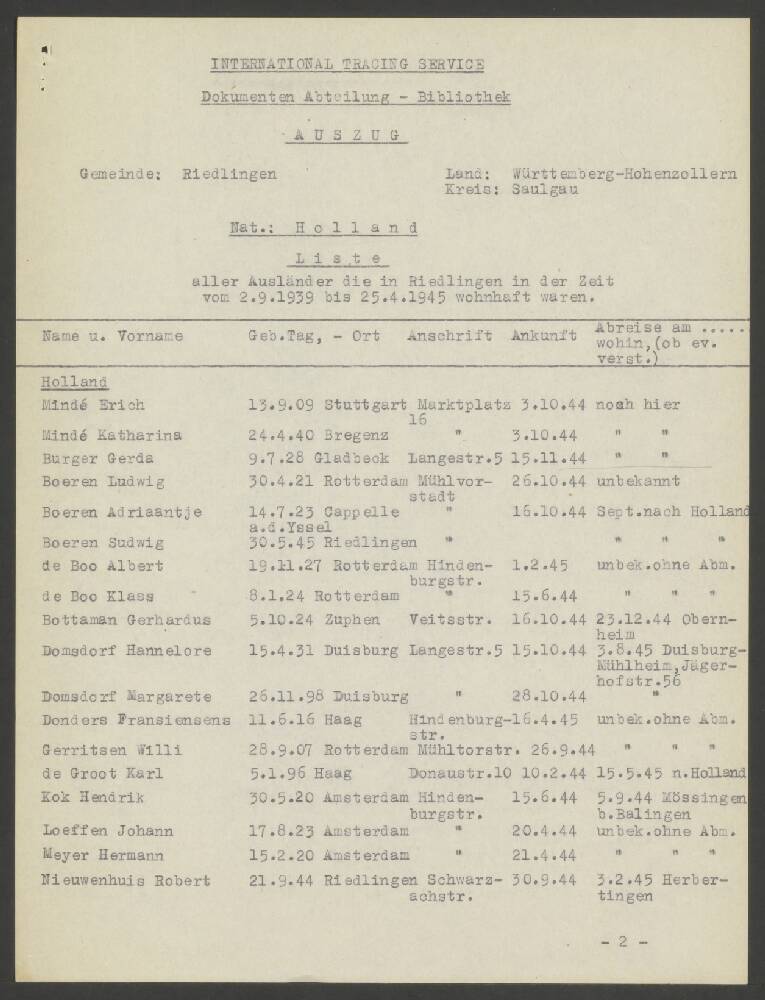 INTERNATIONAL TRACING SERVICE
Dokumenten Abteilung - Bibliothek
A U S Z U G
Gemeinde: Riedlingen Land: Württemberg-Hohenzollern
Kreis: Saulgau
Nat.: H o l l a n d
L i s t e
aller Ausländer die in Riedlingen in der Zeit
vom 2.9.1939 bis 25.4.1945 wohnhaft waren.
Name u. Vorname Geb.Tag, - Ort Anschrift Ankunft Abreise am .....
wohin,(ob ev.
verst.)
Holland
Mindé Erich 13.9.09 Stuttgart Marktplatz 3.10.44 noch hier
16
Mindé Katharina 24.4.40 Bregenz " 3.10.44 " "
Burger Gerda 9.7.28 Gladbeck Langestr.5 15.11.44 " "
Boeren Ludwig 30.4.21 Rotterdam Mühlvor- 26.10.44 unbekannt
stadt
Boeren Adriaantje 14.7.23 Cappelle " 16.10.44 Sept.nach Holland
a.d.Yssel
Boeren Sudwig 30.5.45 Riedlingen " " " "
de Boo Albert 19.11.27 Rotterdam Hinden- 1.2.45 unbek.ohne Abm.
burgstr.
de Boo Klass 8.1.24 Rotterdam " 15.6.44 " " "
Bottaman Gerhardus 5.10.24 Zuphen Veitsstr. 16.10.44 23.12.44 Obern-
heim
Domsdorf Hannelore 15.4.31 Duisburg Langestr.5 15.10.44 3.8.45 Duisburg-
Mühlheim,Jäger-
hofstr.56
Domsdorf Margarete 26.11.98 Duisburg " 28.10.44 "
Donders Fransiensens 11.6.16 Haag Hindenburg-16.4.45 unbek.ohne Abm.
str.
Gerritsen Willi 28.9.07 Rotterdam Mühltorstr. 26.9.44 " " "
de Groot Karl 5.1.96 Haag Donaustr.10 10.2.44 15.5.45 n.Holland
Kok Hendrik 30.5.20 Amsterdam Hinden- 15.6.44 5.9.44 Mössingen
burgstr. b.Balingen
Loeffen Johann 17.8.23 Amsterdam " 20.4.44 unbek.ohne Abm.
Meyer Hermann 15.2.20 Amsterdam " 21.4.44 " " "
Nieuwenhuis Robert 21.9.44 Riedlingen Schwarz- 30.9.44 3.2.45 Herber-
achstr. tingen
- 2 -